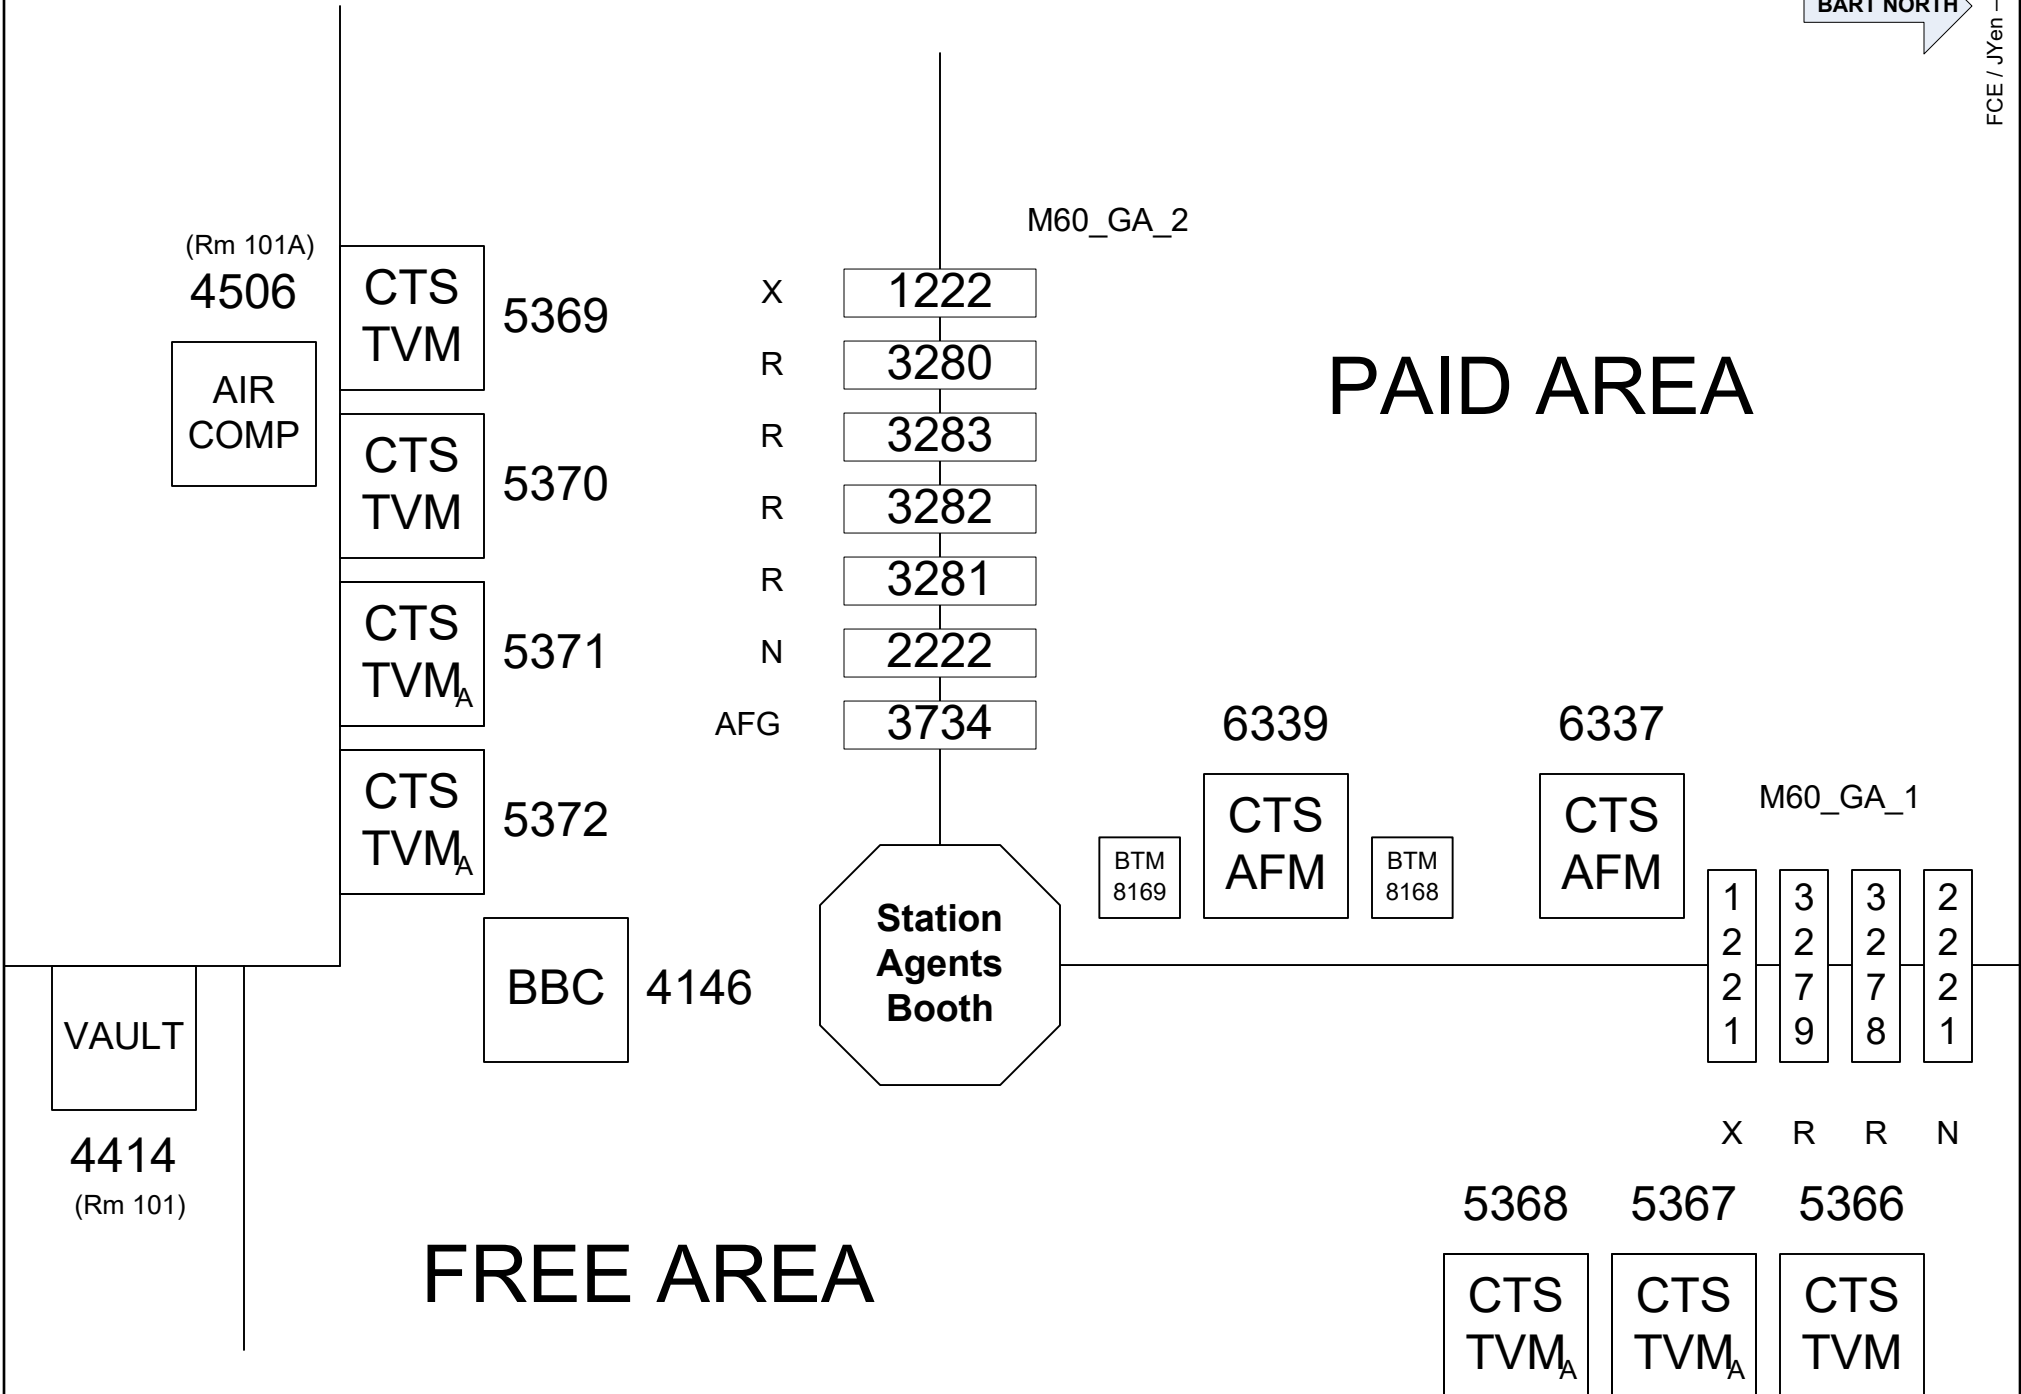 BART NORTH
FCE / JYen –
M60_GA_2
(Rm 101A)
4506
AIR
COMP
CTS
TVM
5369
CTS
TVM
5370
CTS
TVMA
5371
CTS
TVMA
5372
X 1222
R 3280
R 3283
R 3282
R 3281
N 2222
AFG 3734
PAID AREA
6339
CTS
AFM
6337
CTS
AFM
BTM
8169
BTM
8168
M60_GA_1
1221
3279
3278
2221
X R R N
Station
Agents
Booth
BBC 4146
VAULT
4414
(Rm 101)
FREE AREA
5368 5367 5366
CTS
TVMA
CTS
TVMA
CTS
TVM